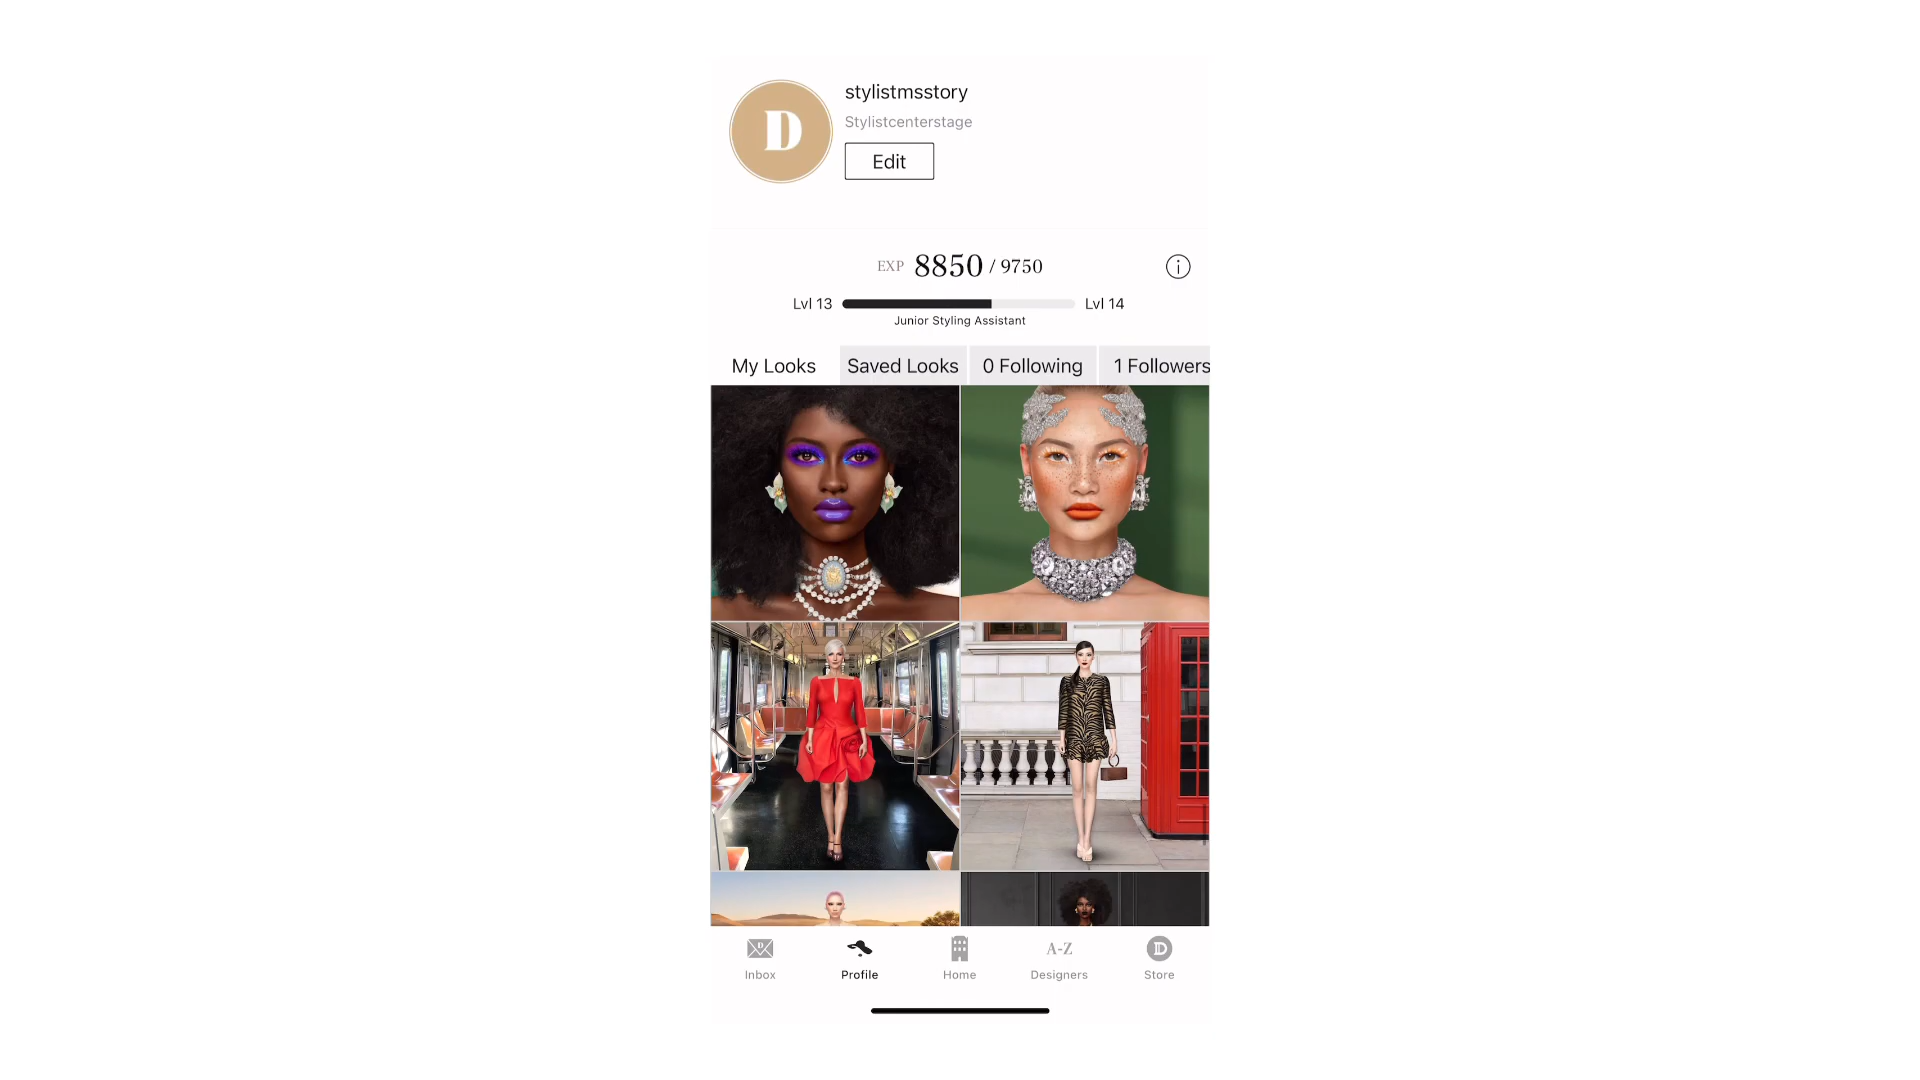 D
stylistmsstory
Stylistcenterstage
Edit
EXP 8850 / 9750
Lvl 13
Lvl 14
Junior Styling Assistant
My Looks
Saved Looks
0 Following
1 Followers
D
Inbox
Profile
Home
A-Z
Designers
D
Store